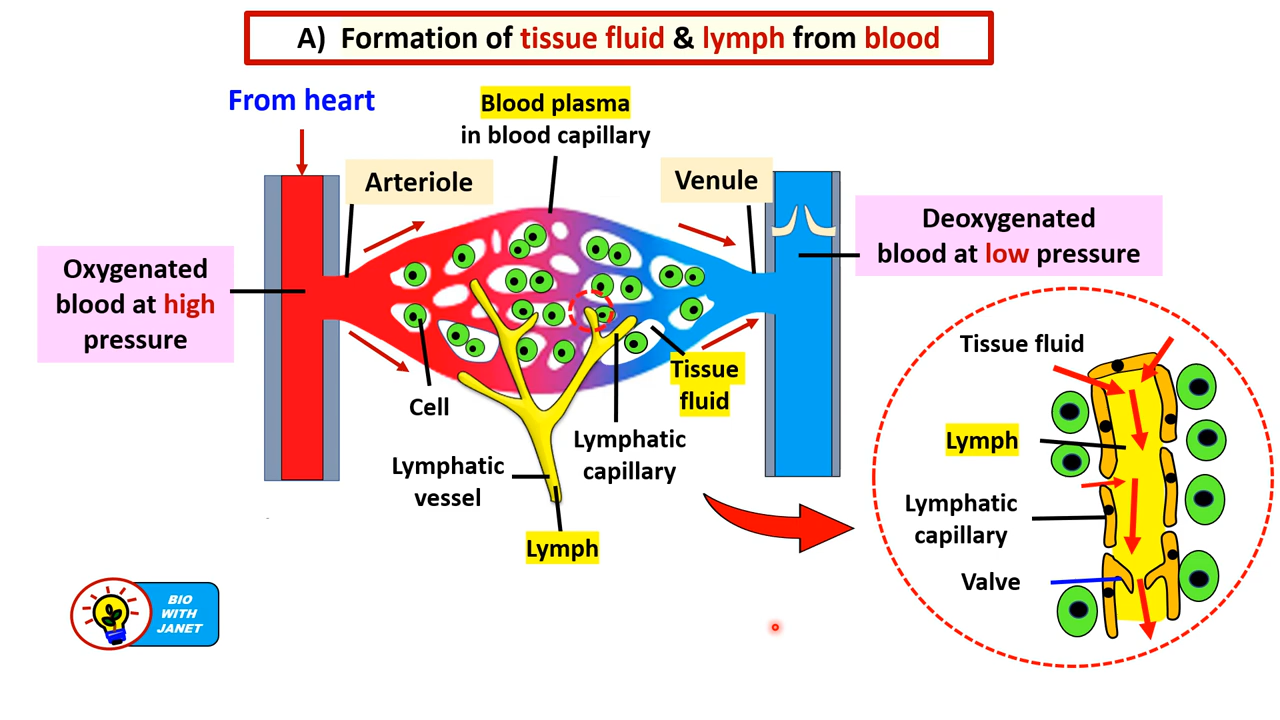 A) Formation of tissue fluid & lymph from blood
From heart
Blood plasma
in blood capillary
Arteriole
Venule
Oxygenated
blood at high
pressure
Deoxygenated
blood at low pressure
Cell
Tissue
fluid
Lymphatic
capillary
Lymphatic
vessel
Lymph
Tissue fluid
Lymph
Lymphatic
capillary
Valve
BIO
WITH
JANET